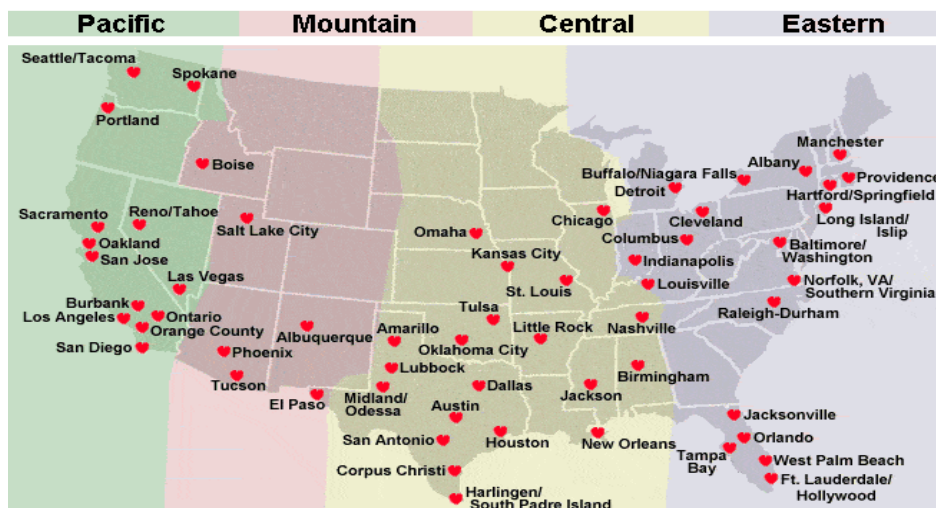 Pacific
Mountain
Central
Eastern
Seattle/Tacoma
Spokane
Portland
Boise
Manchester
Albany
Buffalo/Niagara Falls
Providence
Detroit
Hartford/Springfield
Sacramento
Reno/Tahoe
Salt Lake City
Chicago
Cleveland
Long Island/
Islip
Omaha
Columbus
Oakland
Baltimore/
Washington
San Jose
Kansas City
Indianapolis
Las Vegas
St. Louis
Louisville
Norfolk, VA/
Southern Virginia
Burbank
Tulsa
Raleigh-Durham
Los Angeles
Ontario
Orange County
Albuquerque
Amarillo
Little Rock
Nashville
San Diego
Phoenix
Oklahoma City
Tucson
Lubbock
Birmingham
El Paso
Midland/
Odessa
Dallas
Jackson
Austin
Jacksonville
San Antonio
Houston
New Orleans
Orlando
Tampa
Bay
West Palm Beach
Corpus Christi
Ft. Lauderdale/
Hollywood
Harlingen/
South Padre Island